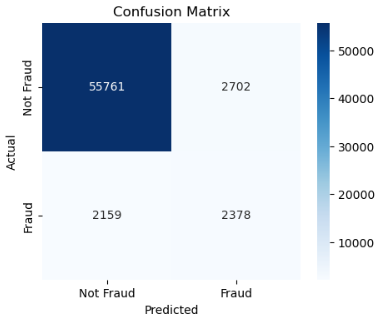 Confusion Matrix
Not Fraud
55761
2702
Actual
Fraud
2159
2378
Not Fraud
Fraud
Predicted
50000
40000
30000
20000
10000